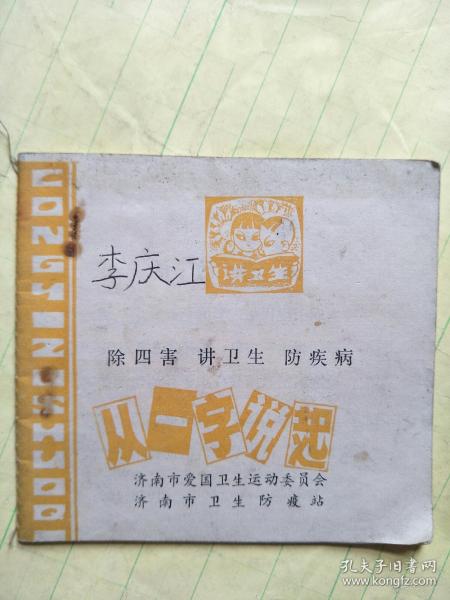 CONGYIZISHUOQI
李庆江
讲卫生
除四害 讲卫生 防疾病
从一字说起
济南市爱国卫生运动委员会
济南市卫生防疫站
孔夫子旧书网
www.kongfz.com